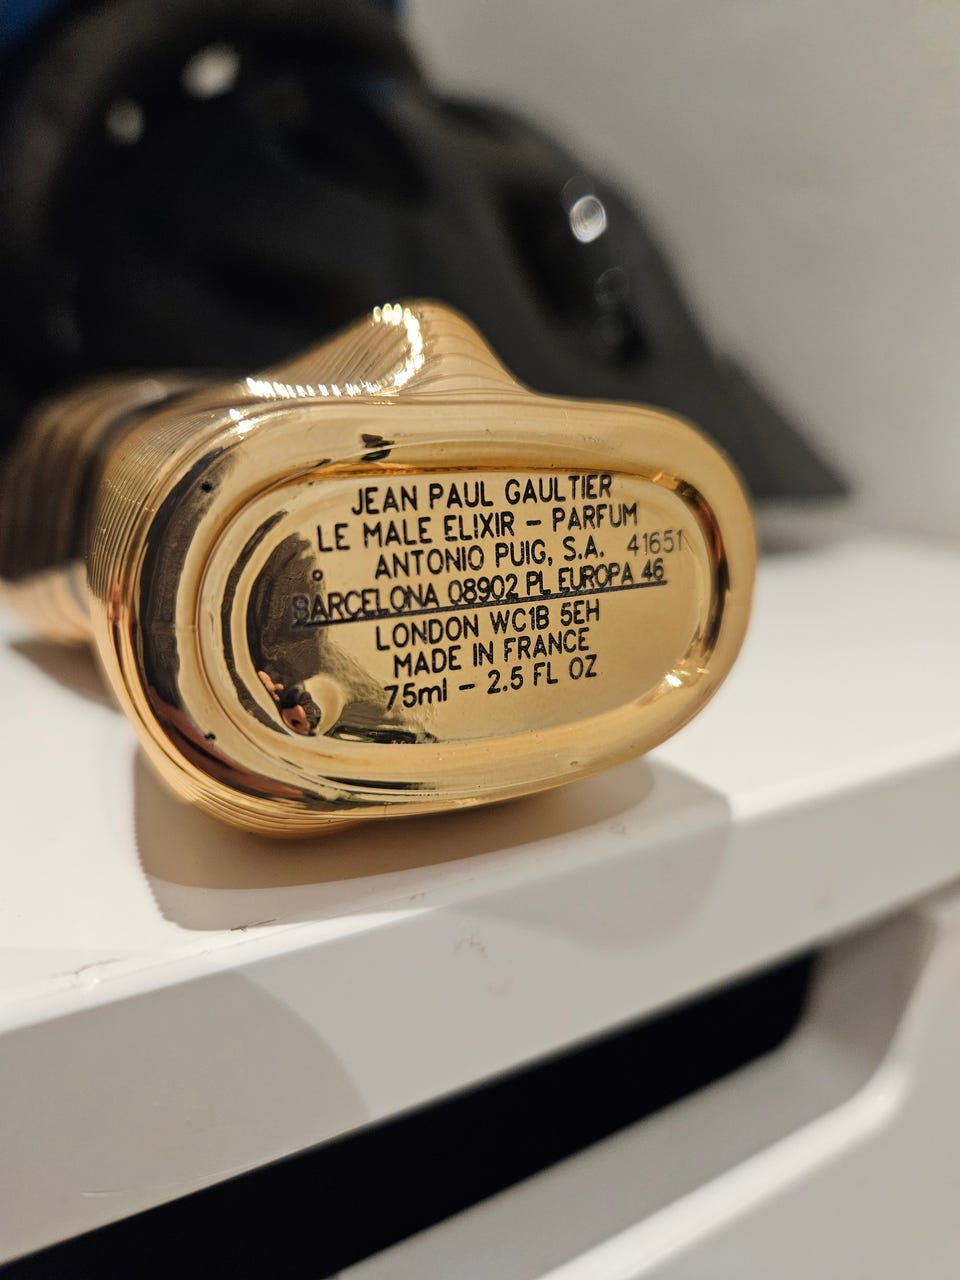 JEAN PAUL GAULTIER
LE MALE ELIXIR – PARFUM
ANTONIO PUIG, S.A. 41651
BARCELONA 08902 PL EUROPA 46
LONDON WC1B 5EH
MADE IN FRANCE
75ml – 2.5 FL OZ